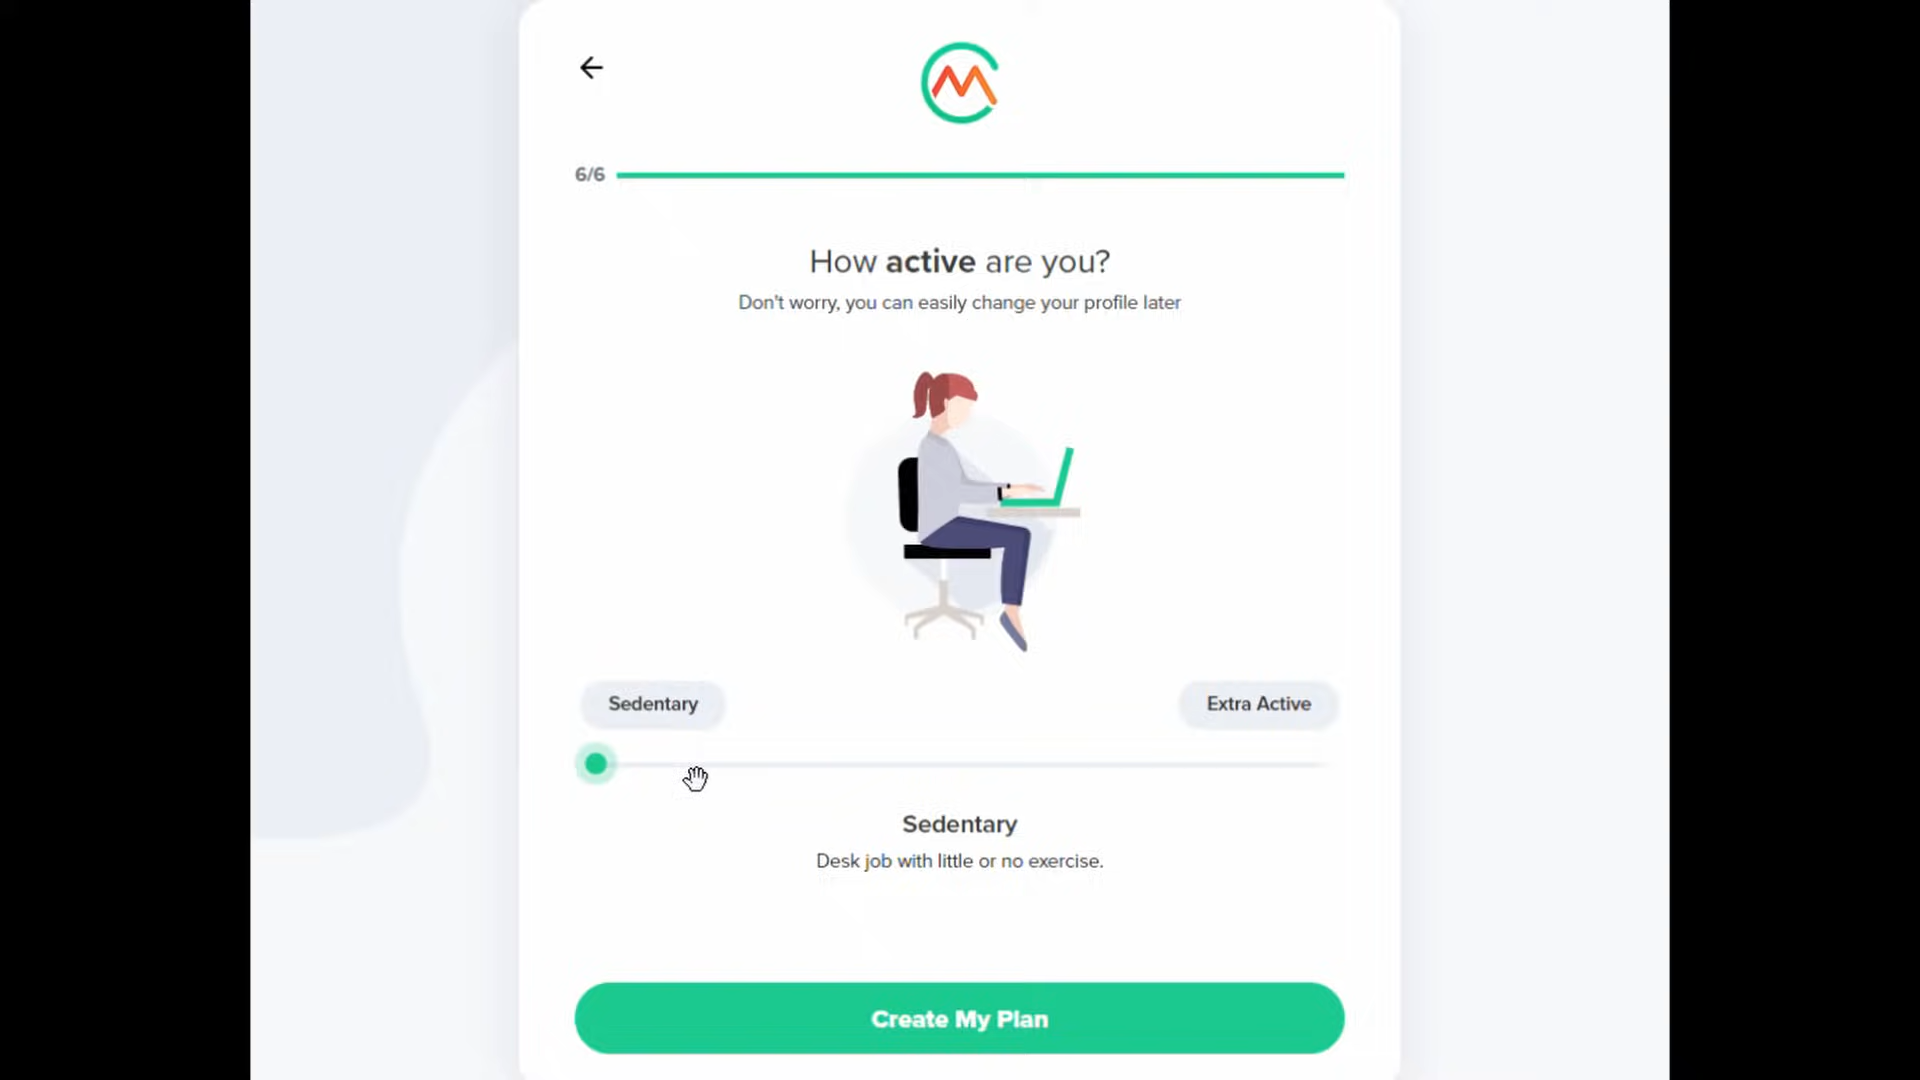 6/6
How active are you?
Don't worry, you can easily change your profile later
Sedentary
Extra Active
Sedentary
Desk job with little or no exercise.
Create My Plan